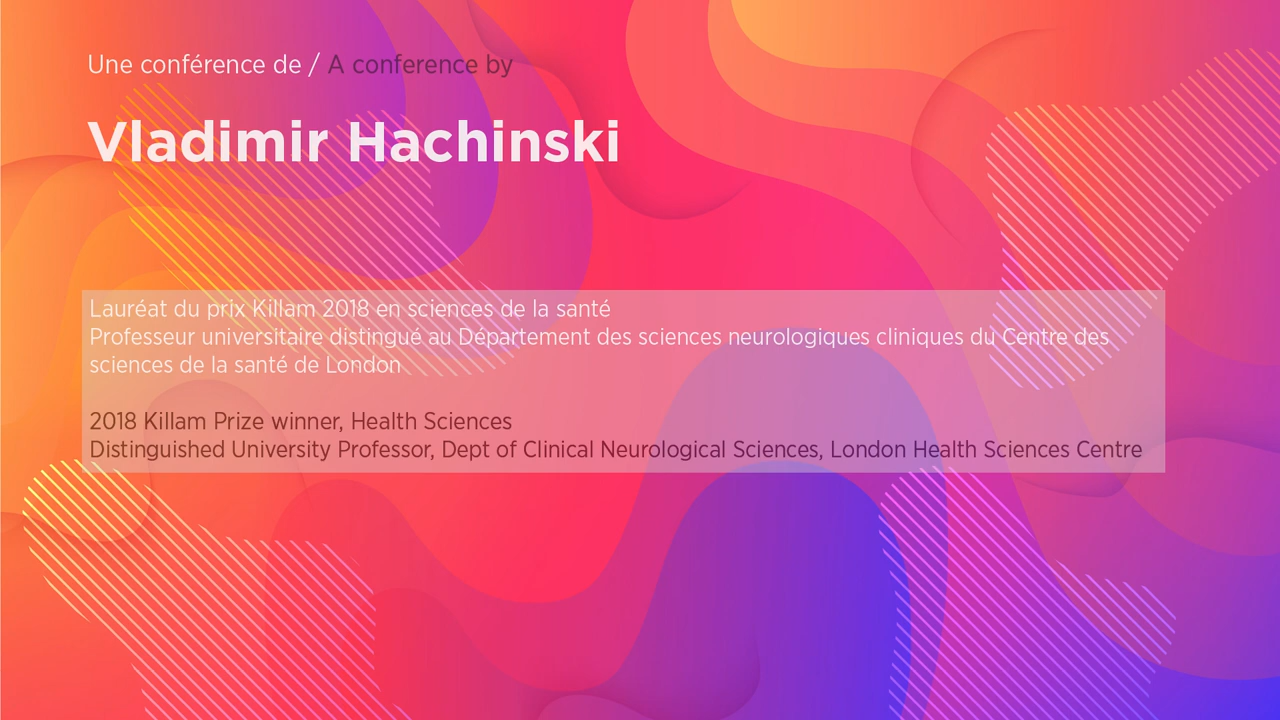 Une conférence de / A conference by
Vladimir Hachinski
Lauréat du prix Killam 2018 en sciences de la santé
Professeur universitaire distingué au Département des sciences neurologiques cliniques du Centre des
sciences de la santé de London
2018 Killam Prize winner, Health Sciences
Distinguished University Professor, Dept of Clinical Neurological Sciences, London Health Sciences Centre